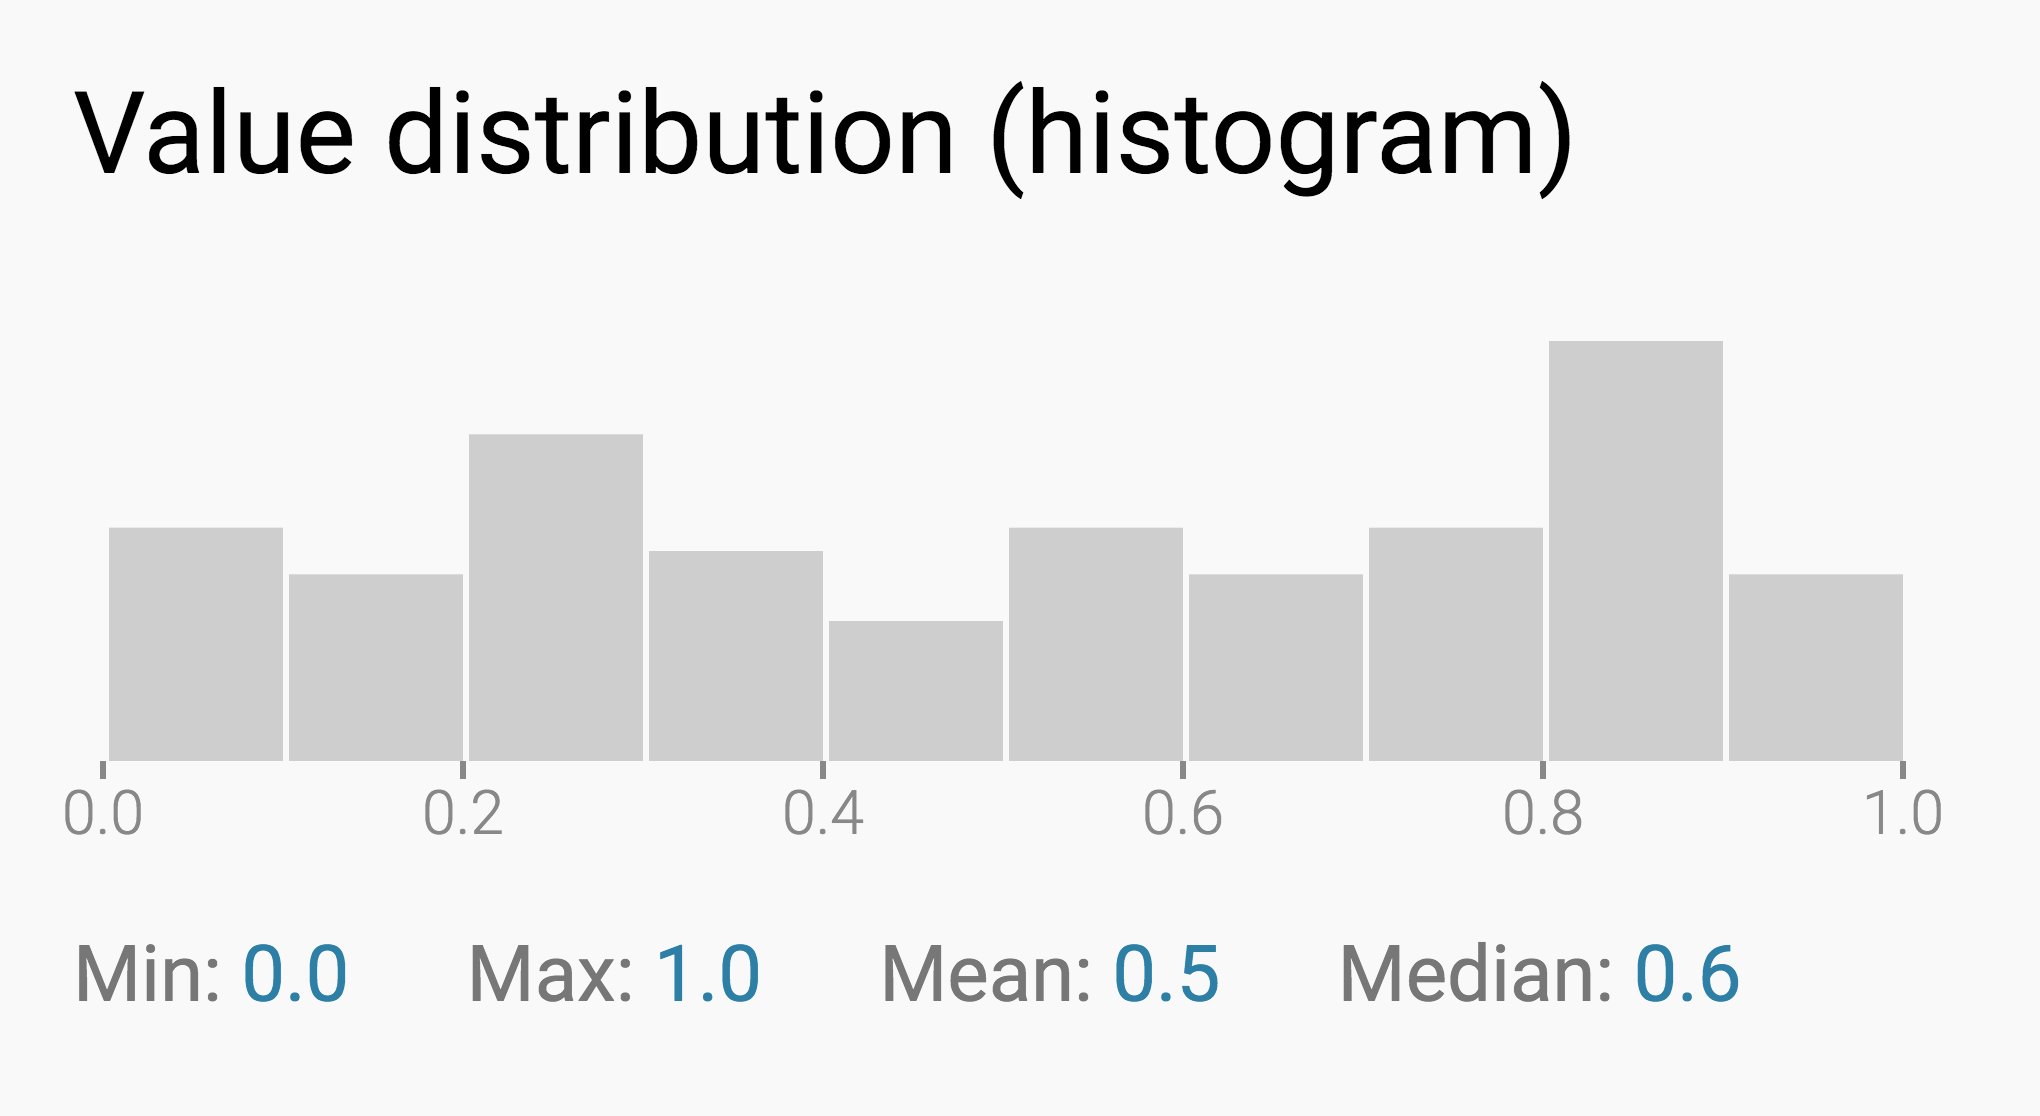 Value distribution (histogram)
0.0 0.2 0.4 0.6 0.8 1.0
Min: 0.0 Max: 1.0 Mean: 0.5 Median: 0.6